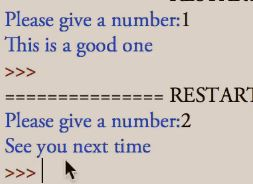 Please give a number:1
This is a good one
>>>
=============== RESTART
Please give a number:2
See you next time
>>>